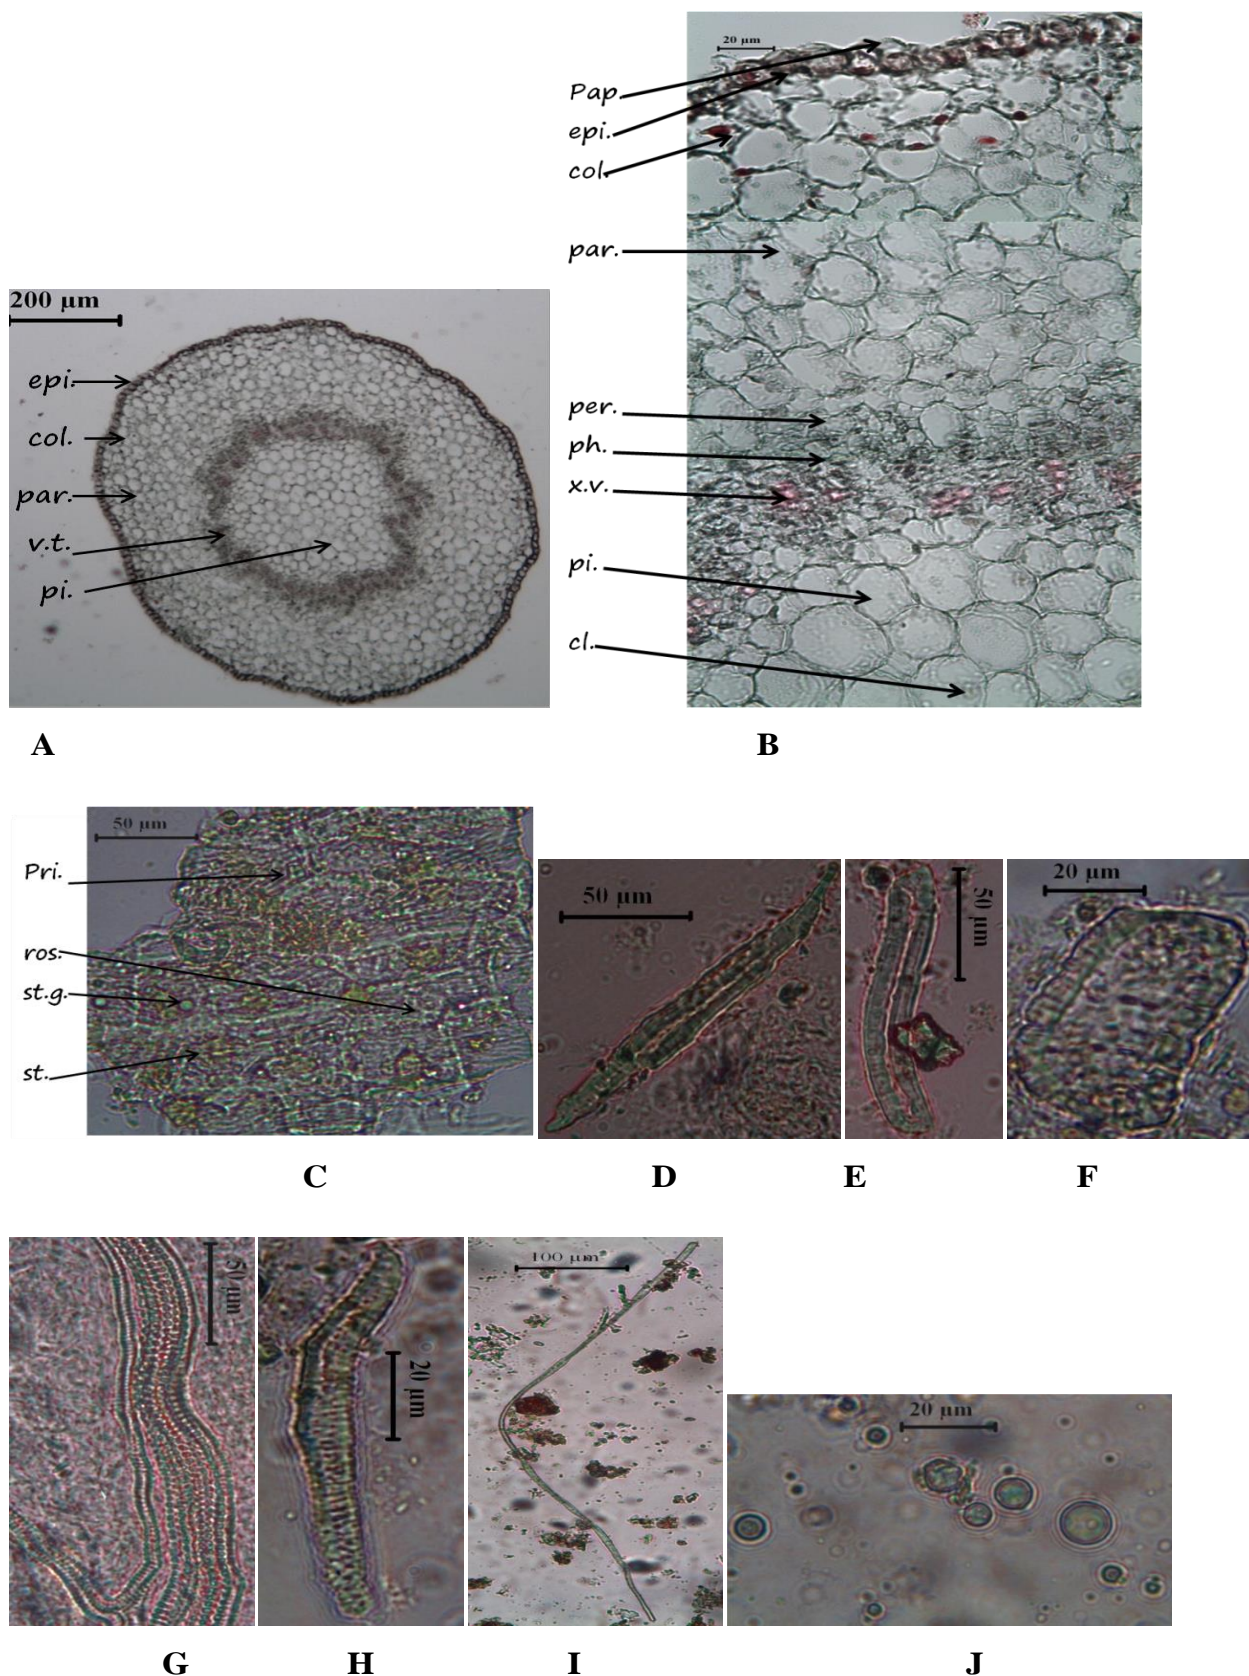 200 µm
epi.
col.
par.
v.t.
pi.
A
20 µm
Pap.
epi.
col.
par.
per.
ph.
x.v.
pi.
cl.
B
50 µm
Pri.
ros.
st.g.
st.
C
50 µm
D
50 µm
E
20 µm
F
50 µm
G
20 µm
H
100 µm
I
20 µm
J